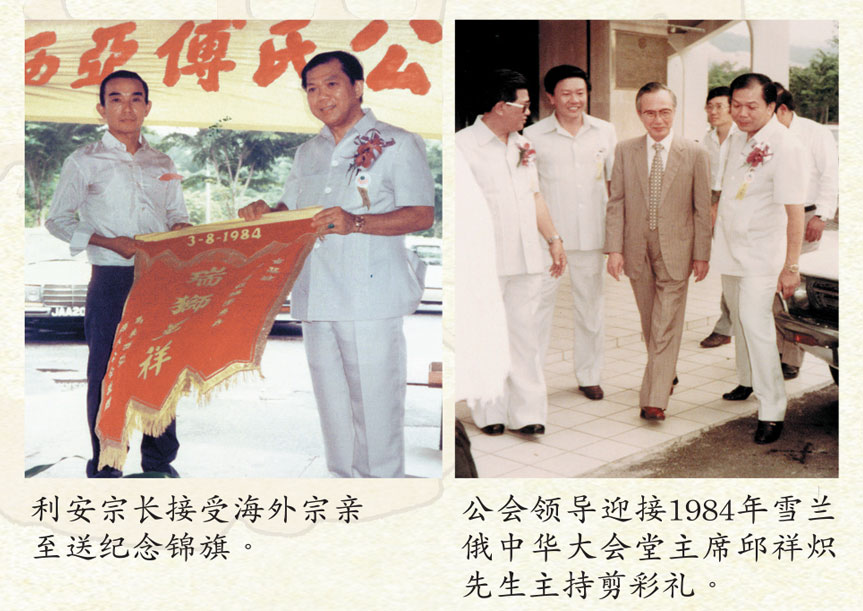 西亞傅氏公
3-8-1984
瑞獅祥
JAA20
利安宗长接受海外宗亲
至送纪念锦旗。
公会领导迎接1984年雪兰
俄中华大会堂主席邱祥炽
先生主持剪彩礼。